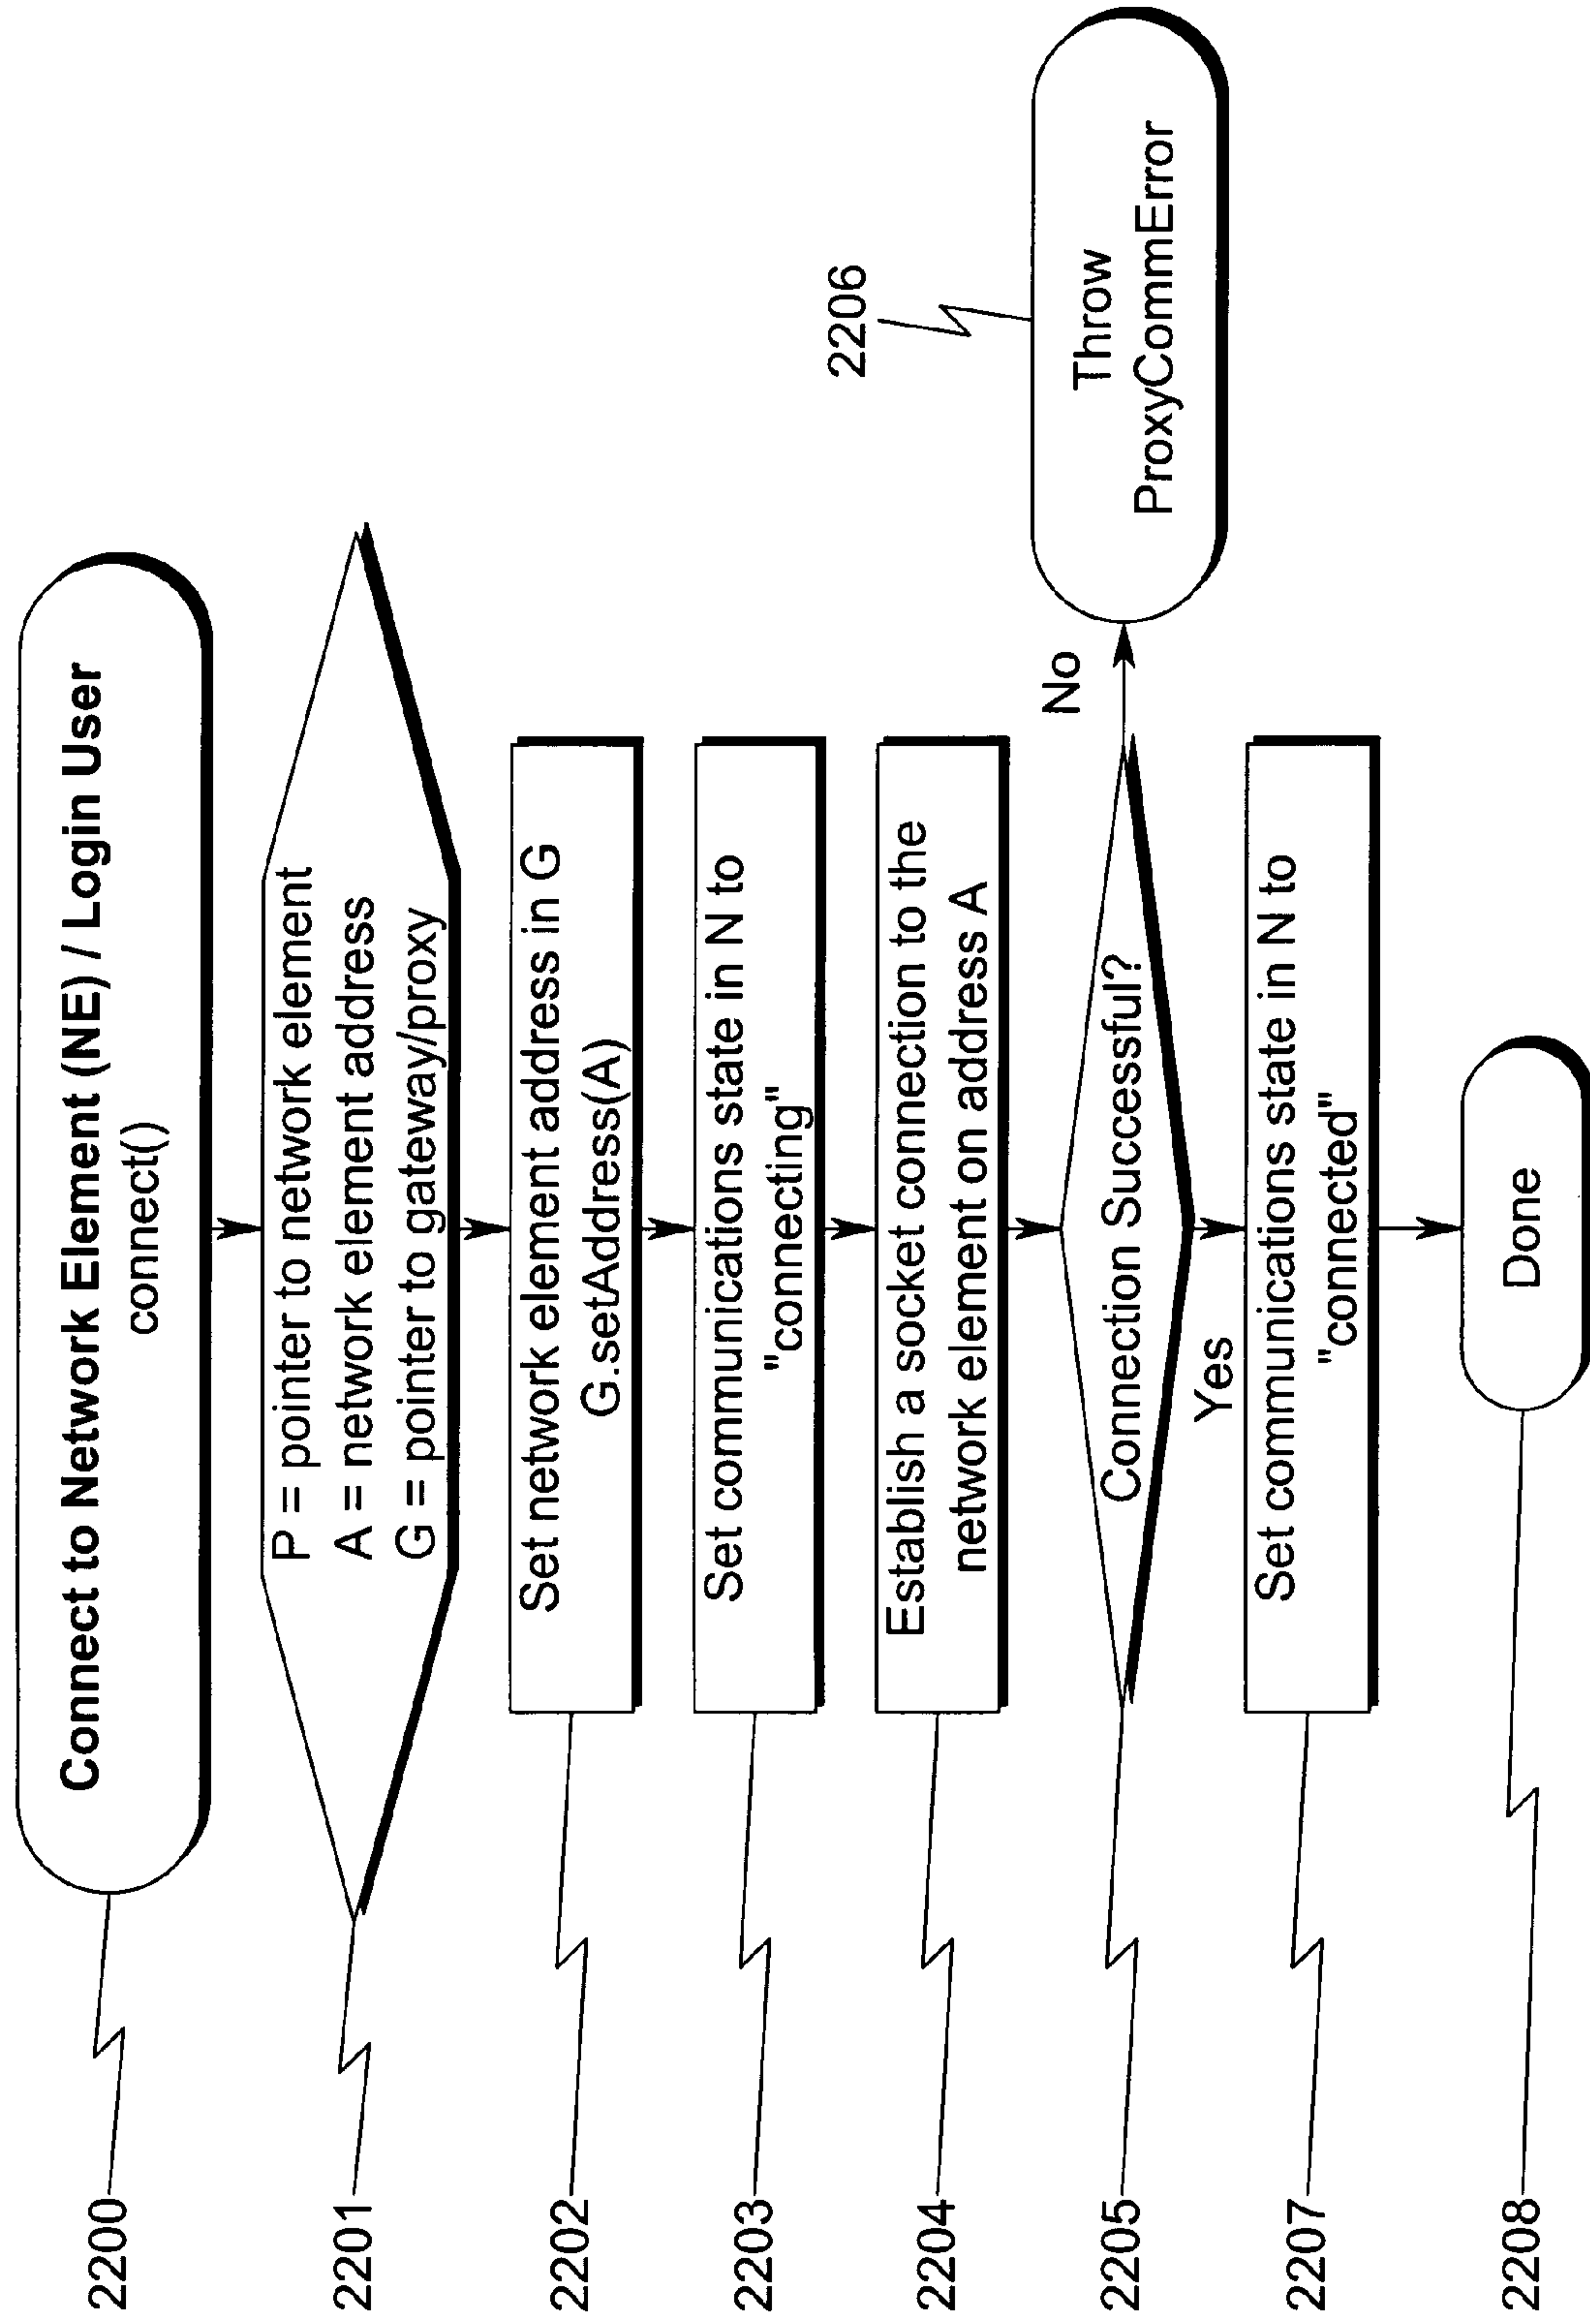 2200
Connect to Network Element (NE) / Login User
connect()
2201
P = pointer to network element
A = network element address
G = pointer to gateway/proxy
2202
Set network element address in G
G.setAddress(A)
2203
Set communications state in N to
"connecting"
2204
Establish a socket connection to the
network element on address A
2205
Connection Successful?
No
2206
Throw
ProxyCommError
Yes
2207
Set communications state in N to
"connected"
2208
Done